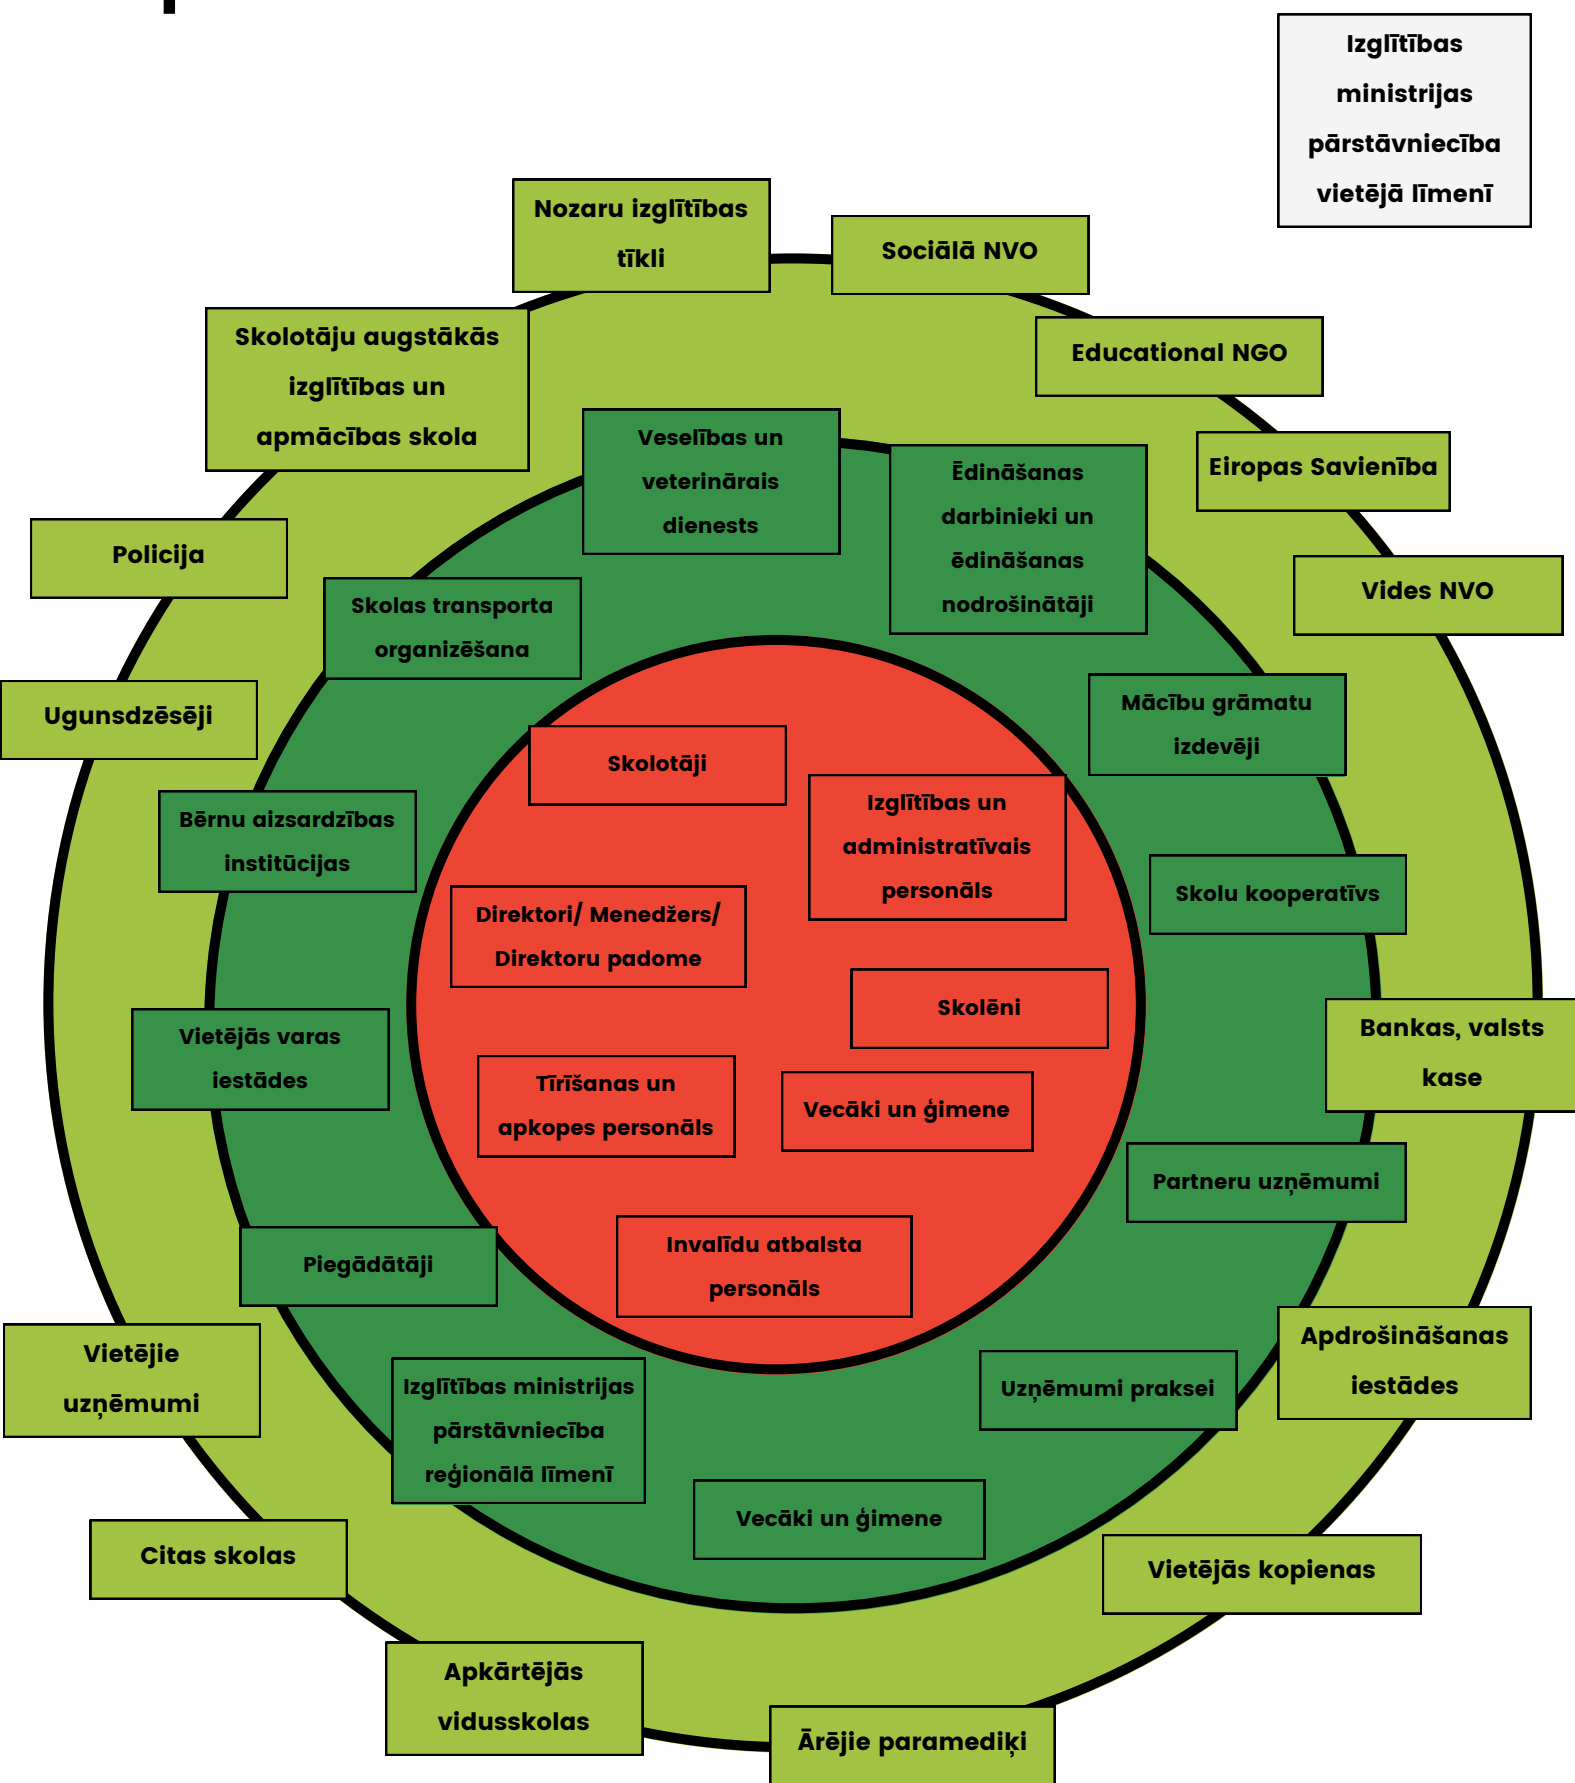 Izglītības
ministrijas
pārstāvniecība
vietējā līmenī
Nozaru izglītības
tīkli
Sociālā NVO
Skolotāju augstākās
izglītības un
apmācības skola
Educational NGO
Veselības un
veterinārais
dienests
Ēdināšanas
darbinieki un
ēdināšanas
nodrošinātāji
Eiropas Savienība
Policija
Vides NVO
Skolas transporta
organizēšana
Ugunsdzēsēji
Mācību grāmatu
izdevēji
Skolotāji
Izglītības un
administratīvais
personāls
Bērnu aizsardzības
institūcijas
Skolu kooperatīvs
Direktori/ Menedžers/
Direktoru padome
Skolēni
Vietējās varas
iestādes
Bankas, valsts
kase
Tīrīšanas un
apkopes personāls
Vecāki un ģimene
Partneru uzņēmumi
Piegādātāji
Invalīdu atbalsta
personāls
Vietējie
uzņēmumi
Apdrošināšanas
iestādes
Izglītības ministrijas
pārstāvniecība
reģionālā līmenī
Uzņēmumi praksei
Vecāki un ģimene
Citas skolas
Vietējās kopienas
Apkārtējās
vidusskolas
Ārējie paramediķi